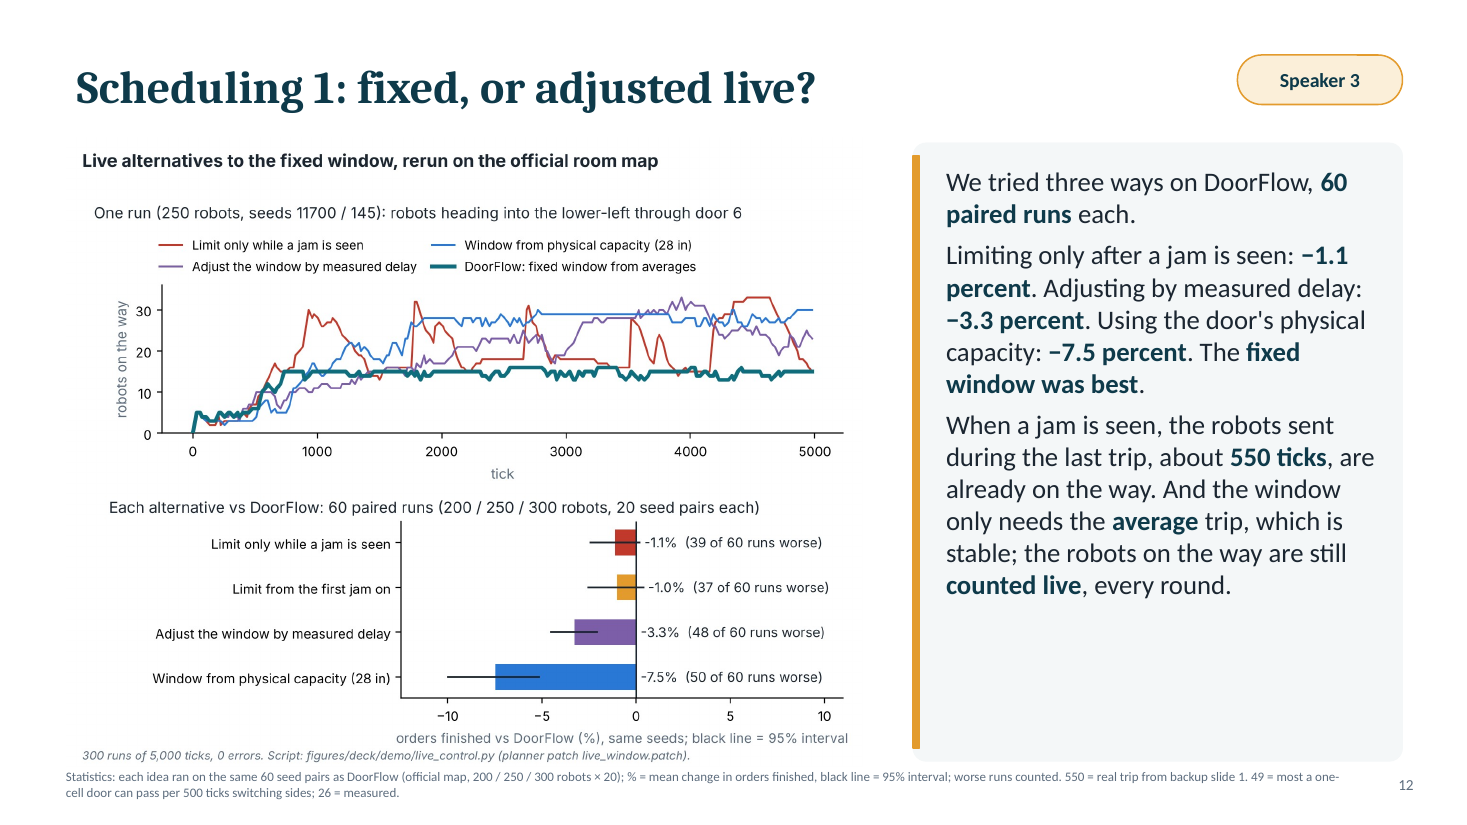 Scheduling 1: fixed, or adjusted live?
Speaker 3
Live alternatives to the fixed window, rerun on the official room map
One run (250 robots, seeds 11700 / 145): robots heading into the lower-left through door 6
Limit only while a jam is seen
Window from physical capacity (28 in)
Adjust the window by measured delay
DoorFlow: fixed window from averages
robots on the way
30
20
10
0
0 1000 2000 3000 4000 5000
tick
Each alternative vs DoorFlow: 60 paired runs (200 / 250 / 300 robots, 20 seed pairs each)
Limit only while a jam is seen
-1.1% (39 of 60 runs worse)
Limit from the first jam on
-1.0% (37 of 60 runs worse)
Adjust the window by measured delay
-3.3% (48 of 60 runs worse)
Window from physical capacity (28 in)
-7.5% (50 of 60 runs worse)
−10 −5 0 5 10
orders finished vs DoorFlow (%), same seeds; black line = 95% interval
300 runs of 5,000 ticks, 0 errors. Script: figures/deck/demo/live_control.py (planner patch live_window.patch).
We tried three ways on DoorFlow, 60
paired runs each.
Limiting only after a jam is seen: −1.1
percent. Adjusting by measured delay:
−3.3 percent. Using the door's physical
capacity: −7.5 percent. The fixed
window was best.
When a jam is seen, the robots sent
during the last trip, about 550 ticks, are
already on the way. And the window
only needs the average trip, which is
stable; the robots on the way are still
counted live, every round.
Statistics: each idea ran on the same 60 seed pairs as DoorFlow (official map, 200 / 250 / 300 robots × 20); % = mean change in orders finished, black line = 95% interval; worse runs counted. 550 = real trip from backup slide 1. 49 = most a one-
cell door can pass per 500 ticks switching sides; 26 = measured.
12